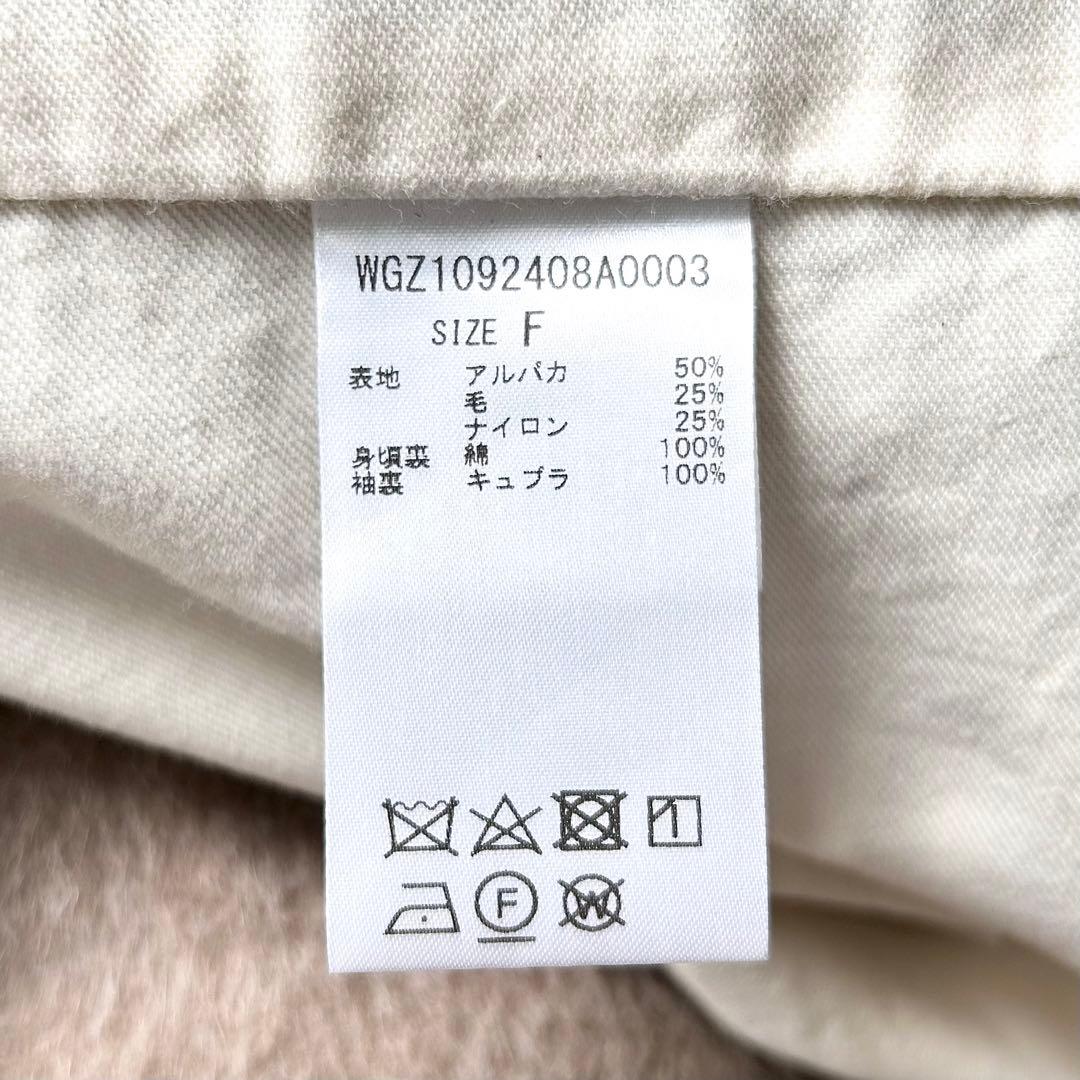 WGZ1092408A0003
SIZE F
表地 アルパカ 50%
毛 25%
ナイロン 25%
身頃裏 綿 100%
袖裏 キュプラ 100%
1
F
W